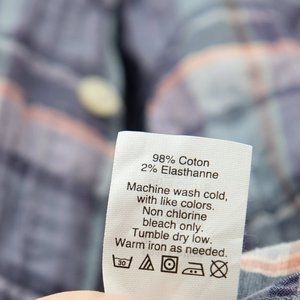 98% Coton
2% Elasthanne
Machine wash cold,
with like colors.
Non chlorine
bleach only.
Tumble dry low.
Warm iron as needed.
30